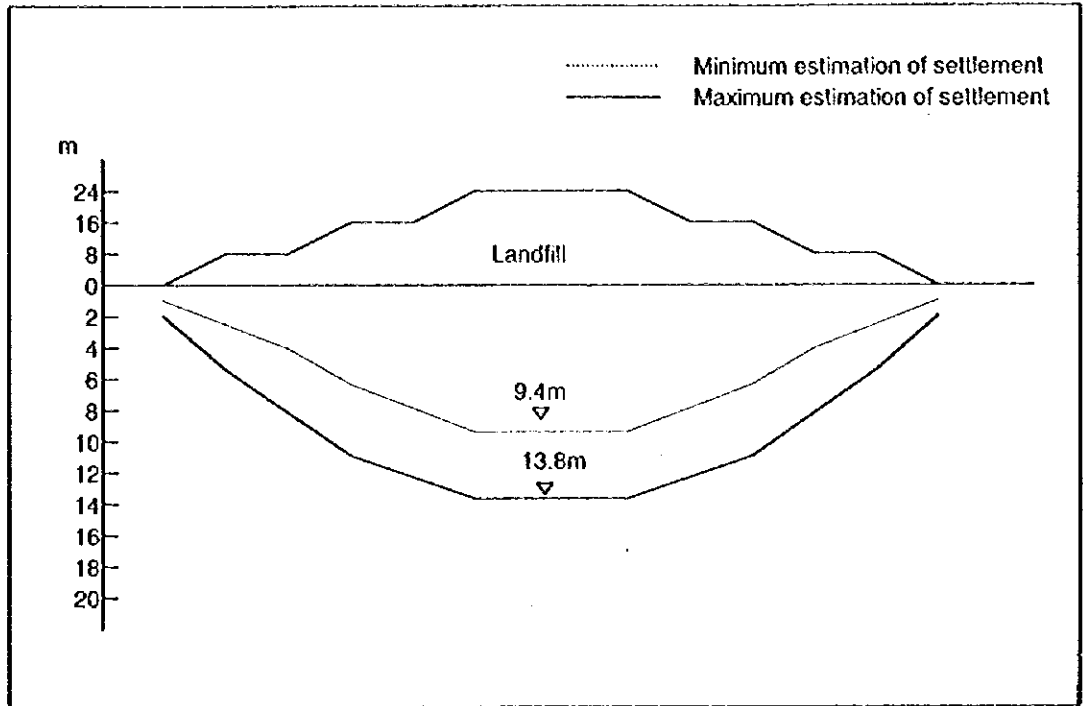 Minimum estimation of settlement
Maximum estimation of settlement
m
24
16
8
Landfill
0
2
4
6
9.4m
8
10
13.8m
12
14
16
18
20